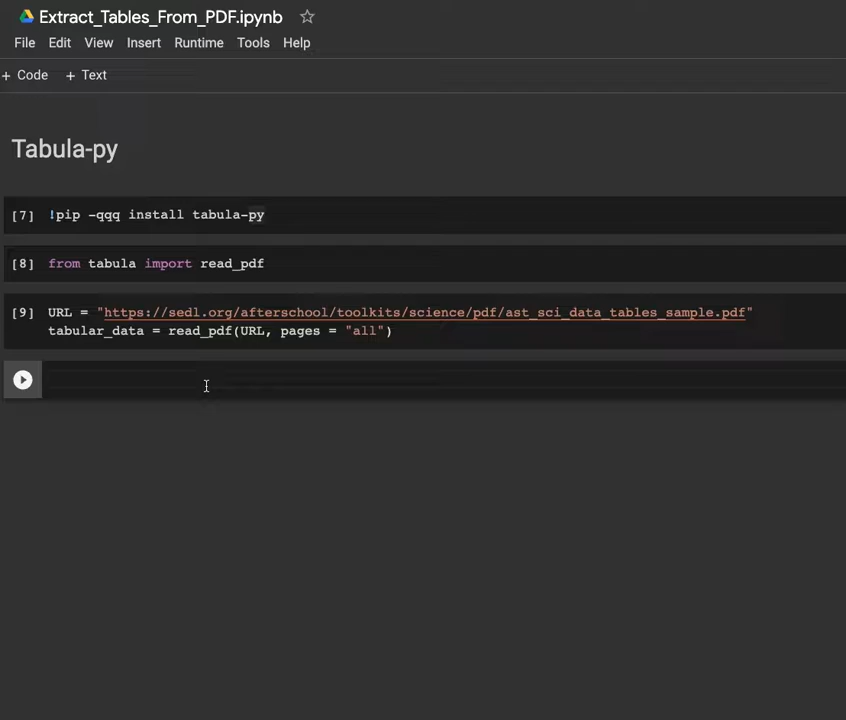 Extract_Tables_From_PDF.ipynb
File Edit View Insert Runtime Tools Help
+ Code + Text
Tabula-py
[7] !pip -qqq install tabula-py
[8] from tabula import read_pdf
[9] URL = "https://sedl.org/afterschool/toolkits/science/pdf/ast_sci_data_tables_sample.pdf"
tabular_data = read_pdf(URL, pages = "all")